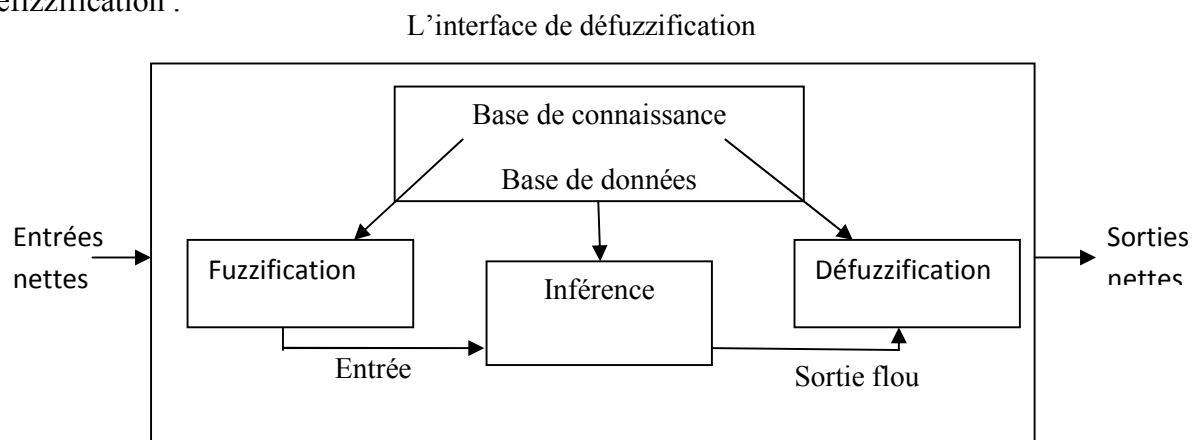 éfizzification :
L’interface de défuzzification
Base de connaissance
Base de données
Entrées
nettes
Fuzzification
Inférence
Défuzzification
Sorties
nettes
Entrée
Sortie flou